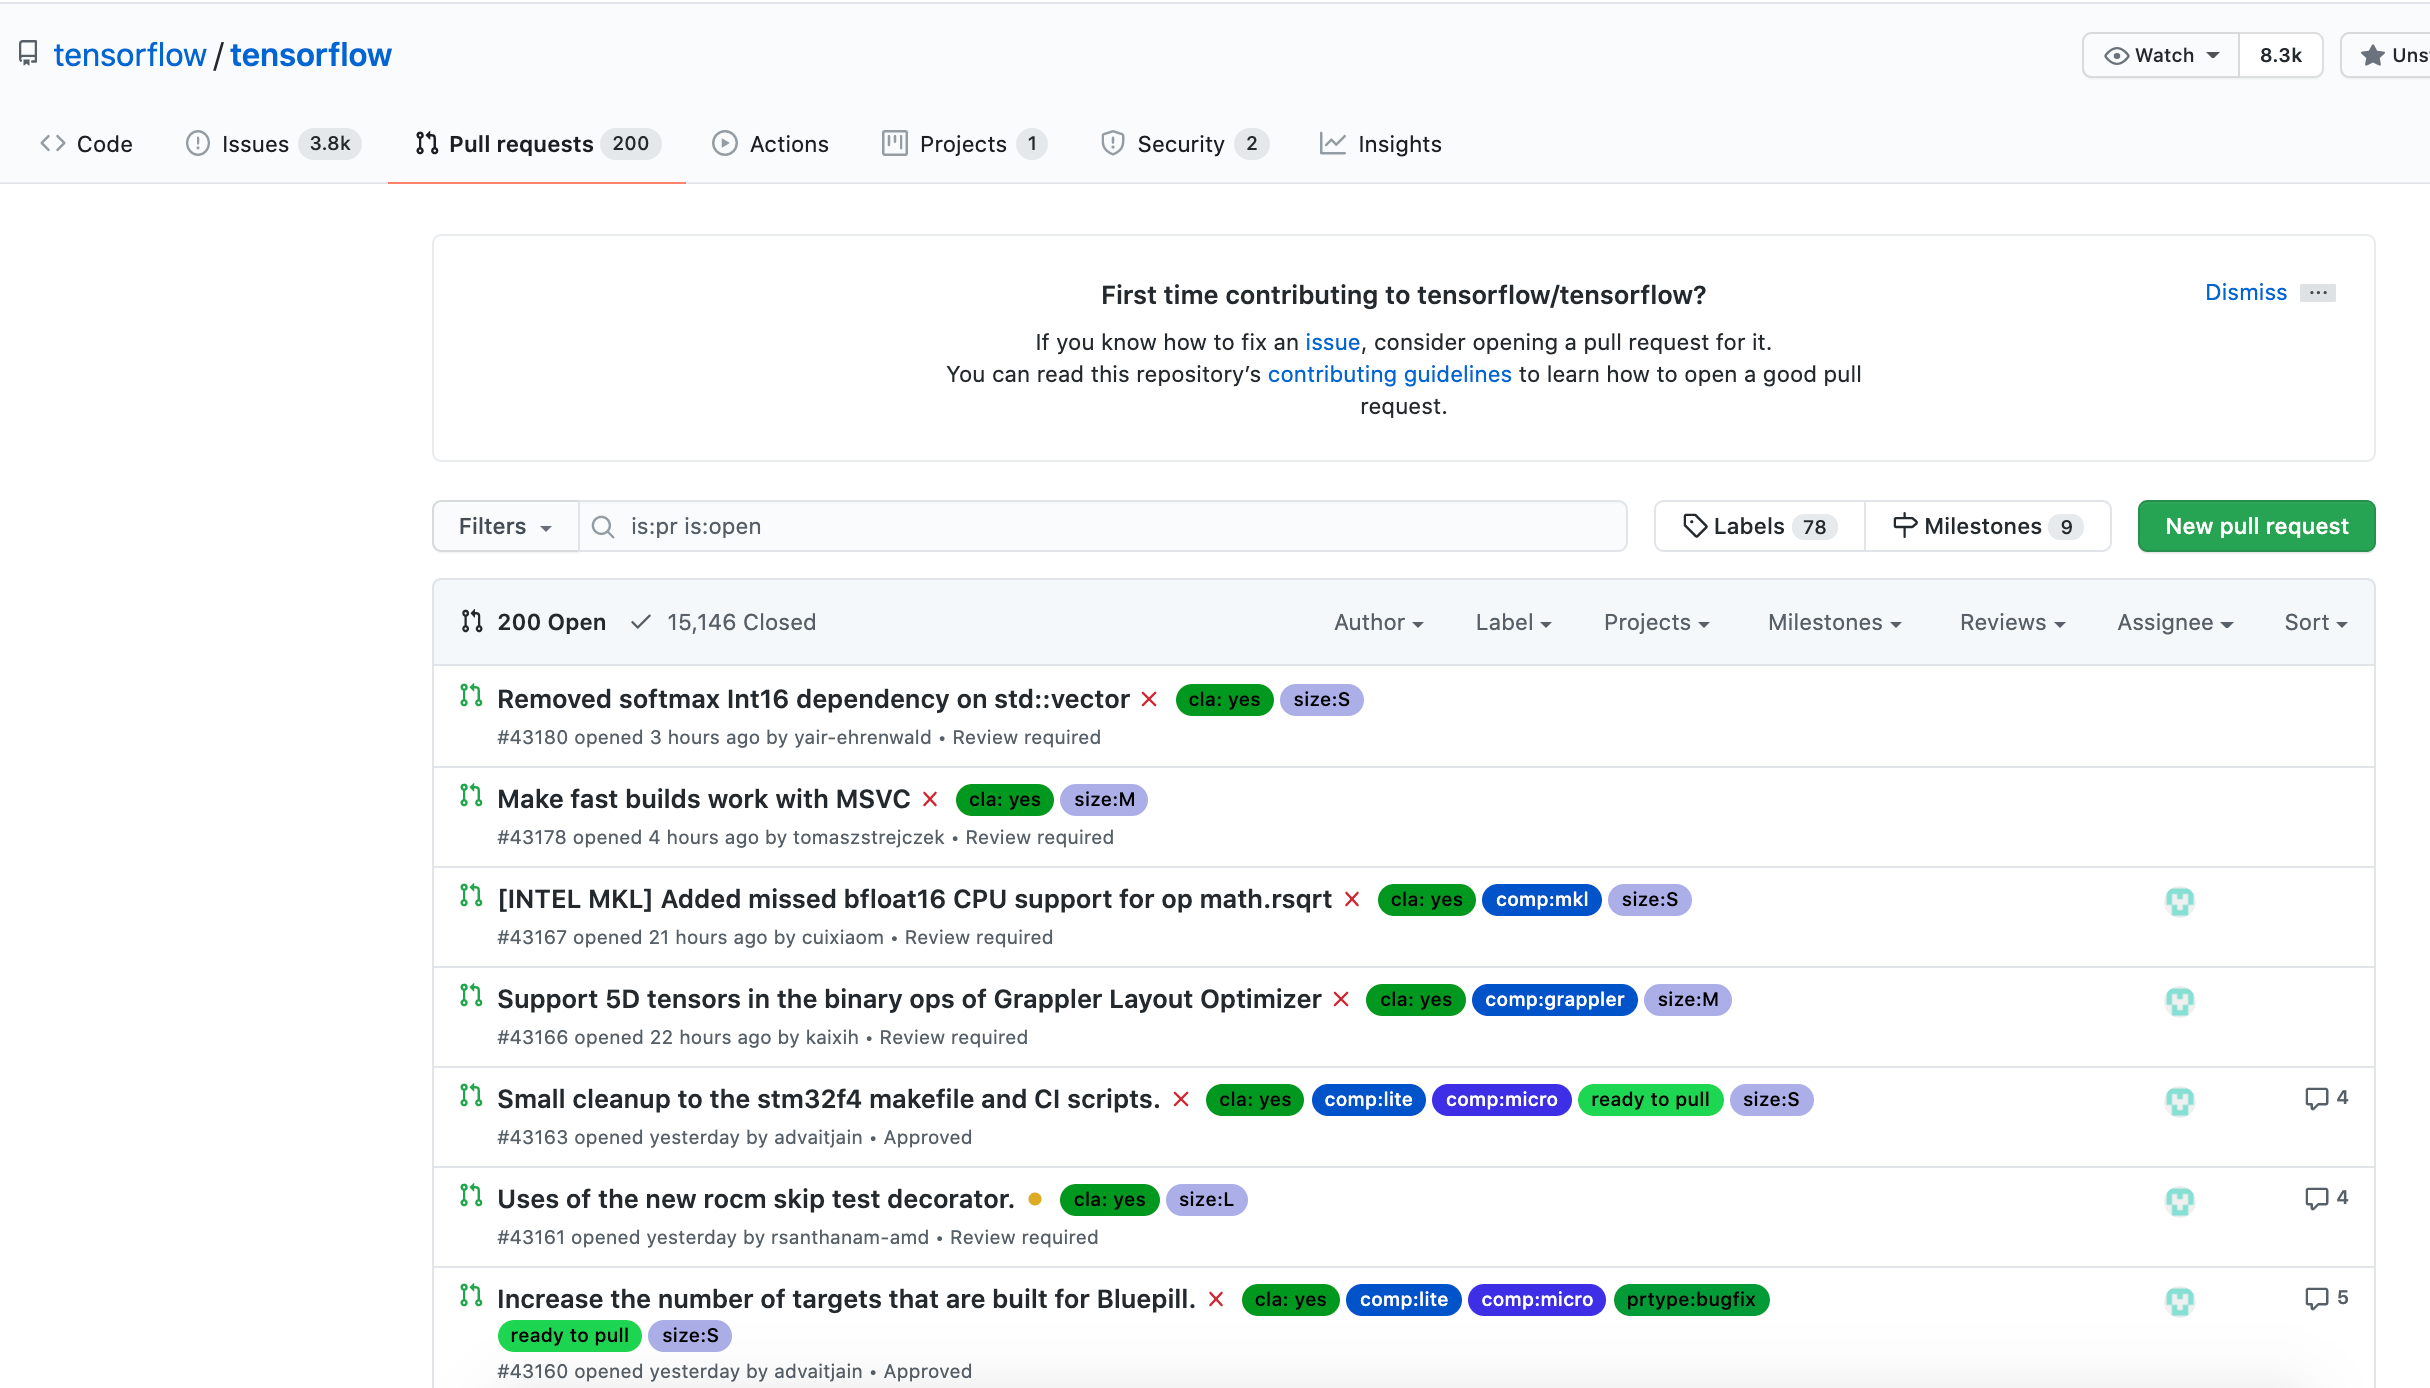 tensorflow / tensorflow
Watch 8.3k
Code Issues 3.8k Pull requests 200 Actions Projects 1 Security 2 Insights
First time contributing to tensorflow/tensorflow?
Dismiss ···
If you know how to fix an issue, consider opening a pull request for it.
You can read this repository’s contributing guidelines to learn how to open a good pull
request.
Filters is:pr is:open Labels 78 Milestones 9 New pull request
200 Open 15,146 Closed Author Label Projects Milestones Reviews Assignee Sort
Removed softmax Int16 dependency on std::vector cla: yes size:S
#43180 opened 3 hours ago by yair-ehrenwald • Review required
Make fast builds work with MSVC cla: yes size:M
#43178 opened 4 hours ago by tomaszstrejczek • Review required
[INTEL MKL] Added missed bfloat16 CPU support for op math.rsqrt cla: yes comp:mkl size:S
#43167 opened 21 hours ago by cuixiaom • Review required
Support 5D tensors in the binary ops of Grappler Layout Optimizer cla: yes comp:grappler size:M
#43166 opened 22 hours ago by kaixih • Review required
Small cleanup to the stm32f4 makefile and CI scripts. cla: yes comp:lite comp:micro ready to pull size:S 4
#43163 opened yesterday by advaitjain • Approved
Uses of the new rocm skip test decorator. cla: yes size:L 4
#43161 opened yesterday by rsanthanam-amd • Review required
Increase the number of targets that are built for Bluepill. cla: yes comp:lite comp:micro prtype:bugfix 5
ready to pull size:S
#43160 opened yesterday by advaitjain • Approved